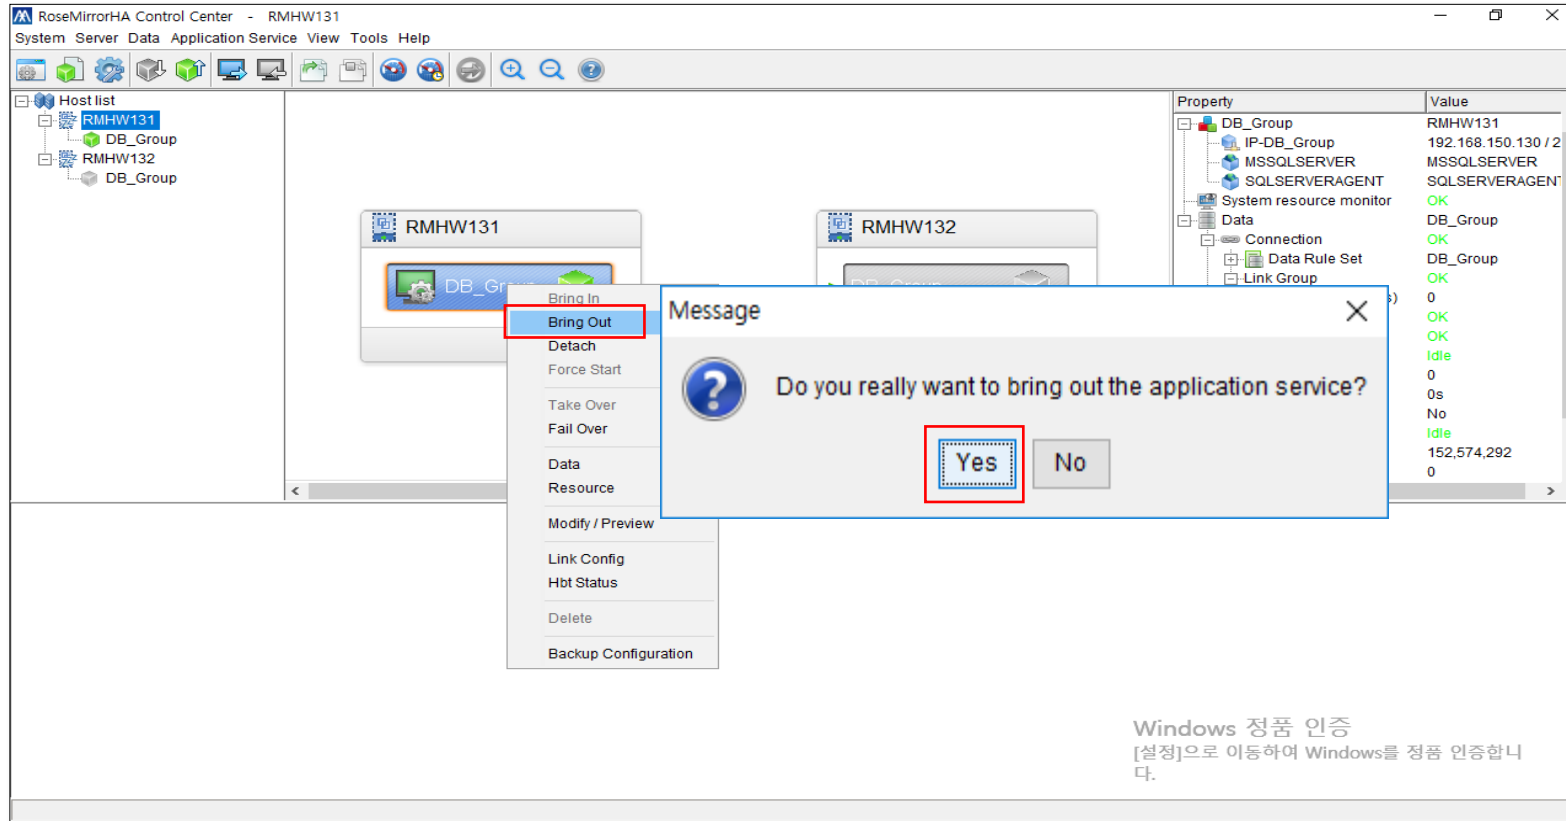 RoseMirrorHA Control Center - RMHW131
System Server Data Application Service View Tools Help
Host list
RMHW131
DB_Group
RMHW132
DB_Group
RMHW131
DB_Group
RMHW132
DB_Group
Bring In
Bring Out
Detach
Force Start
Take Over
Fail Over
Data
Resource
Modify / Preview
Link Config
Hbt Status
Delete
Backup Configuration
Message
Do you really want to bring out the application service?
Yes No
Property Value
DB_Group RMHW131
IP-DB_Group 192.168.150.130 / 2
MSSQLSERVER MSSQLSERVER
SQLSERVERAGENT SQLSERVERAGENT
System resource monitor OK
Data DB_Group
Connection OK
Data Rule Set DB_Group
Link Group OK
) 0
OK
OK
Idle
0
0s
No
Idle
152,574,292
0
Windows 정품 인증
[설정]으로 이동하여 Windows를 정품 인증합니
다.